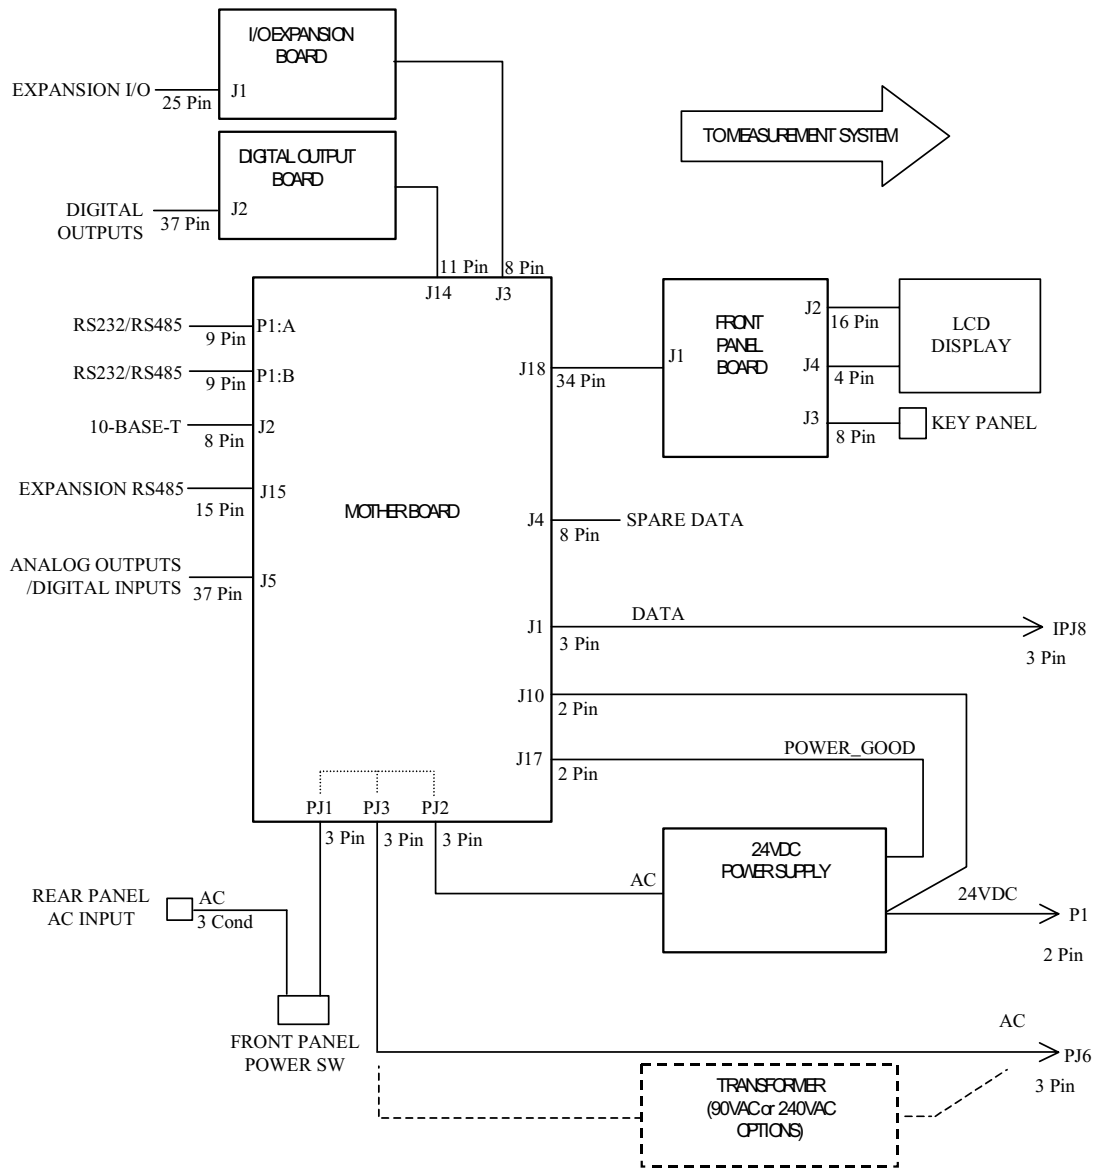 I/O EXPANSION
BOARD
EXPANSION I/O
J1
25 Pin
TO MEASUREMENT SYSTEM
DIGITAL OUTPUT
BOARD
DIGITAL
OUTPUTS
J2
37 Pin
11 Pin
8 Pin
J14
J3
RS232/RS485
P1:A
9 Pin
RS232/RS485
P1:B
9 Pin
10-BASE-T
J2
8 Pin
EXPANSION RS485
J15
15 Pin
ANALOG OUTPUTS
/DIGITAL INPUTS
J5
37 Pin
MOTHER BOARD
J18
34 Pin
J1
FRONT
PANEL
BOARD
J2
16 Pin
J4
4 Pin
LCD
DISPLAY
J3
8 Pin
KEY PANEL
J4
8 Pin
SPARE DATA
J1
DATA
3 Pin
IPJ8
3 Pin
J10
2 Pin
J17
POWER_GOOD
2 Pin
PJ1
PJ3
PJ2
3 Pin
3 Pin
3 Pin
24VDC
POWER SUPPLY
AC
24VDC
P1
2 Pin
REAR PANEL
AC INPUT
AC
3 Cond
FRONT PANEL
POWER SW
AC
PJ6
3 Pin
TRANSFORMER
(90VAC or 240VAC
OPTIONS)